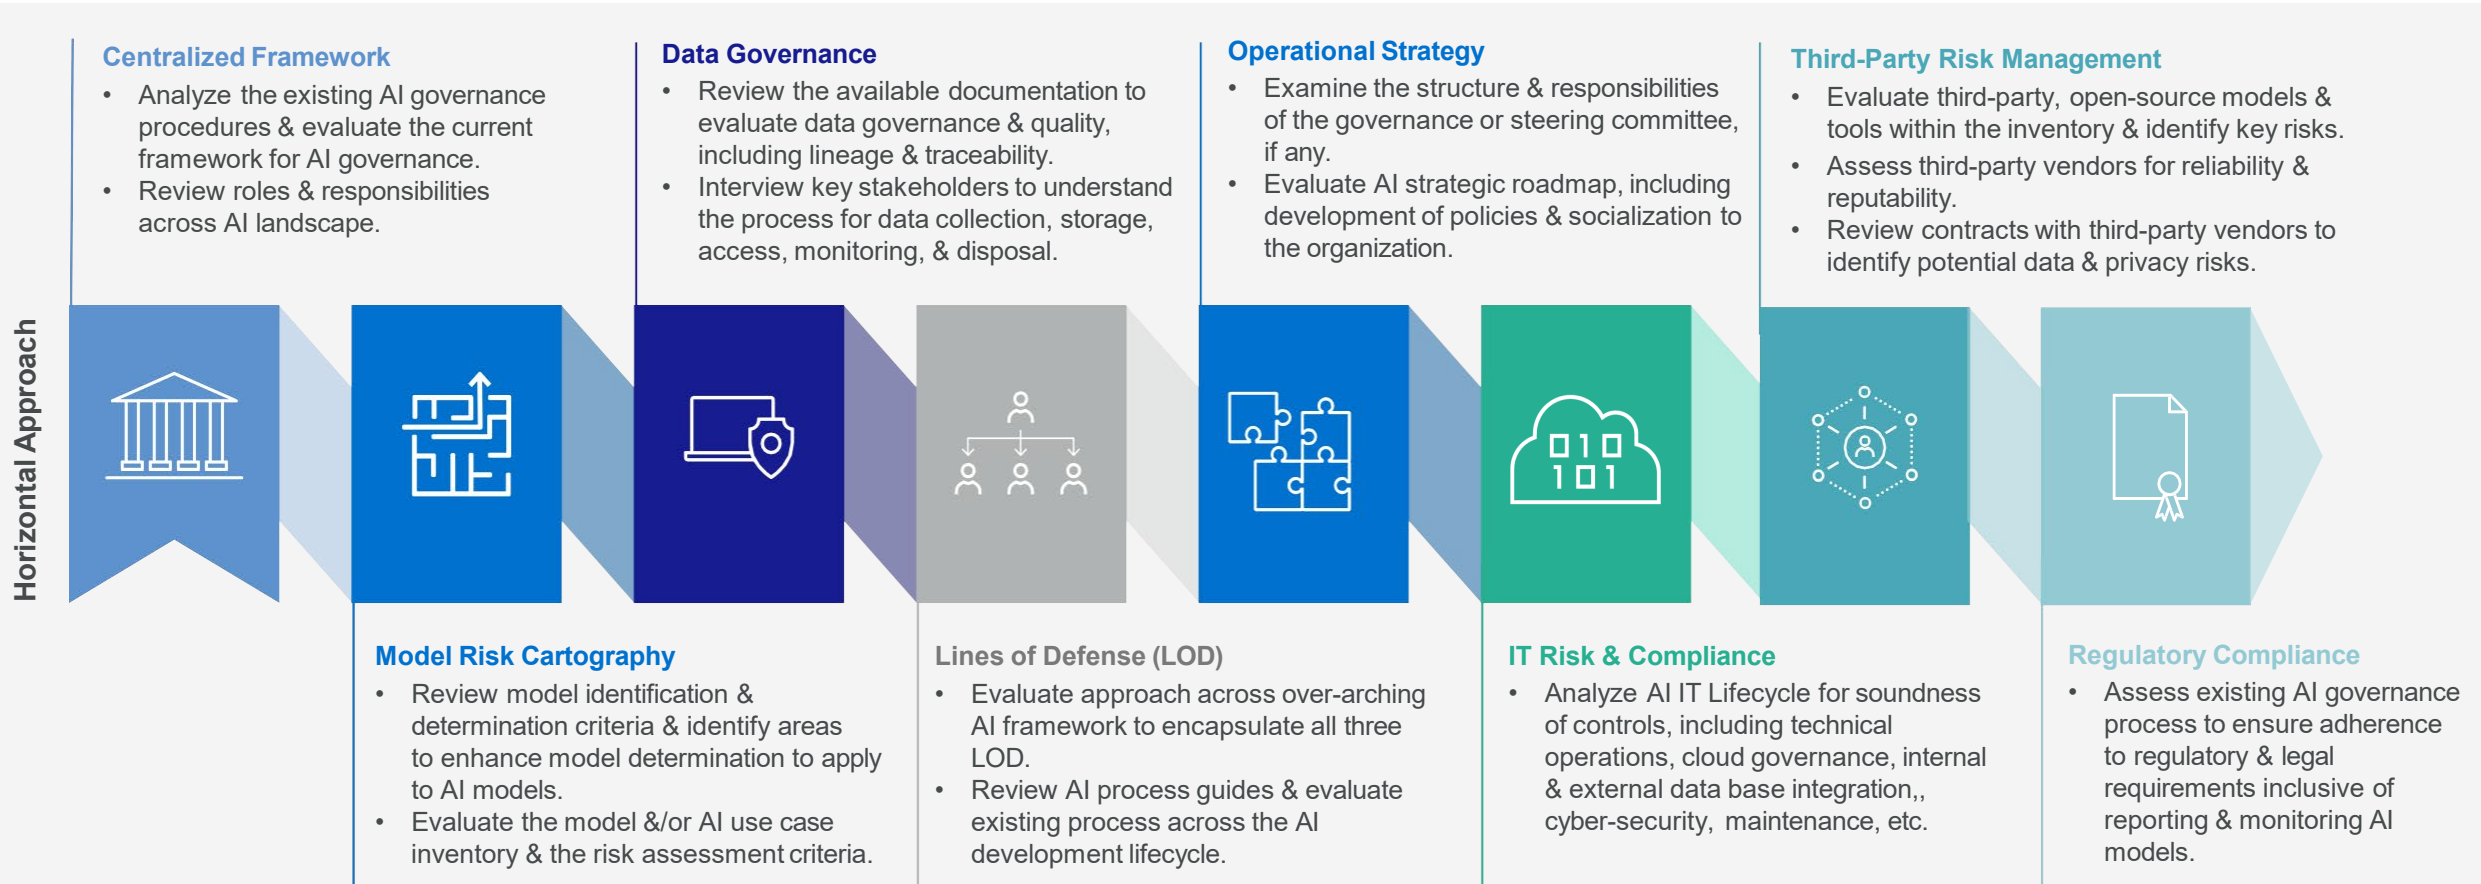 Horizontal Approach
Centralized Framework
• Analyze the existing AI governance
procedures & evaluate the current
framework for AI governance.
• Review roles & responsibilities
across AI landscape.
Model Risk Cartography
• Review model identification &
determination criteria & identify areas
to enhance model determination to apply
to AI models.
• Evaluate the model &/or AI use case
inventory & the risk assessment criteria.
Data Governance
• Review the available documentation to
evaluate data governance & quality,
including lineage & traceability.
• Interview key stakeholders to understand
the process for data collection, storage,
access, monitoring, & disposal.
Lines of Defense (LOD)
• Evaluate approach across over-arching
AI framework to encapsulate all three
LOD.
• Review AI process guides & evaluate
existing process across the AI
development lifecycle.
Operational Strategy
• Examine the structure & responsibilities
of the governance or steering committee,
if any.
• Evaluate AI strategic roadmap, including
development of policies & socialization to
the organization.
010
101
IT Risk & Compliance
• Analyze AI IT Lifecycle for soundness
of controls, including technical
operations, cloud governance, internal
& external data base integration,,
cyber-security, maintenance, etc.
Third-Party Risk Management
• Evaluate third-party, open-source models &
tools within the inventory & identify key risks.
• Assess third-party vendors for reliability &
reputability.
• Review contracts with third-party vendors to
identify potential data & privacy risks.
Regulatory Compliance
• Assess existing AI governance
process to ensure adherence
to regulatory & legal
requirements inclusive of
reporting & monitoring AI
models.